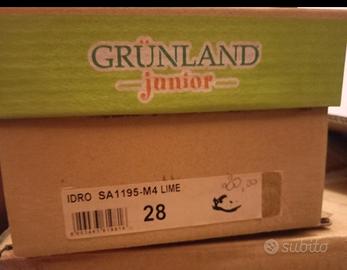 GRÜNLAND
junior
IDRO SA1195-M4 LIME
28
subito